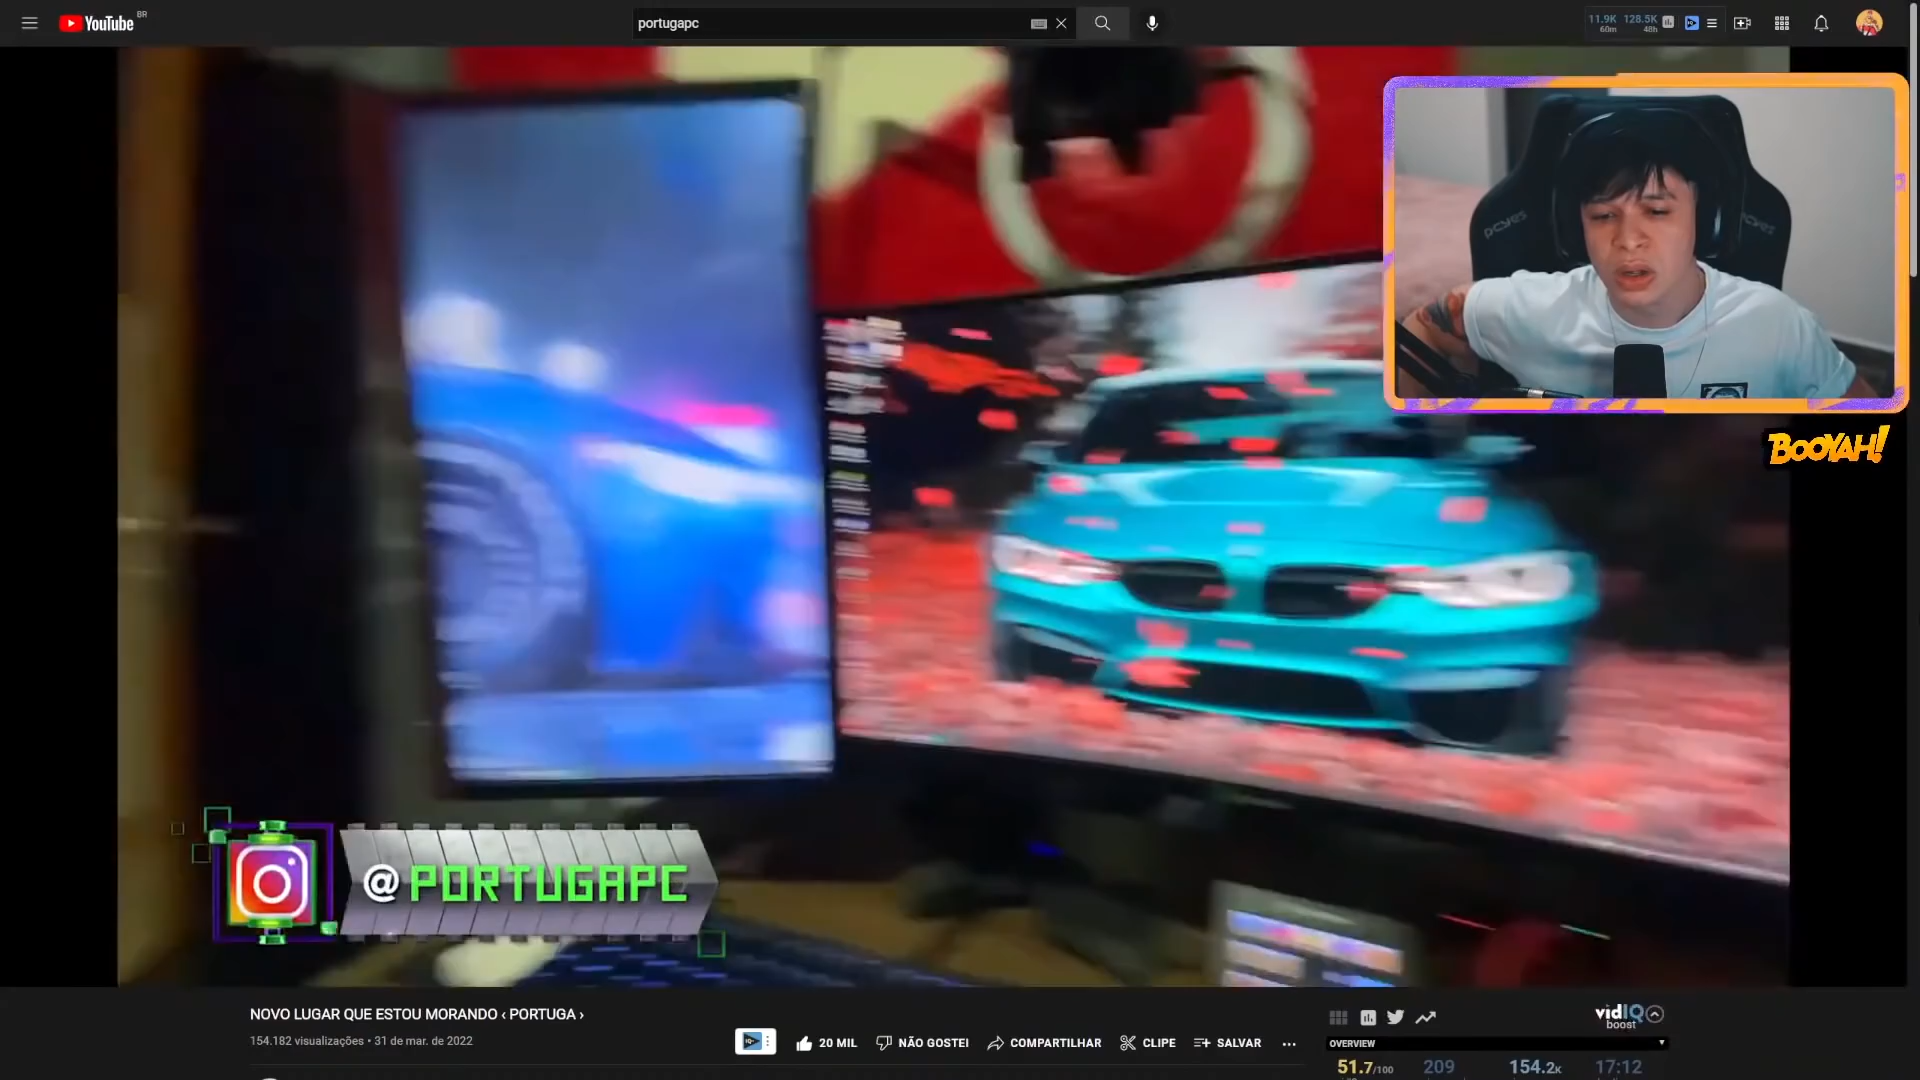 YouTube BR
portugapc
11.9K 60m
128.5K 48h
pcyes
BOOYAH!
@PORTUGAPC
NOVO LUGAR QUE ESTOU MORANDO ‹ PORTUGA ›
154.182 visualizações • 31 de mar. de 2022
20 MIL
NÃO GOSTEI
COMPARTILHAR
CLIPE
SALVAR
vidIQ
boost
OVERVIEW
51.7/100
209
154.2K
17:12